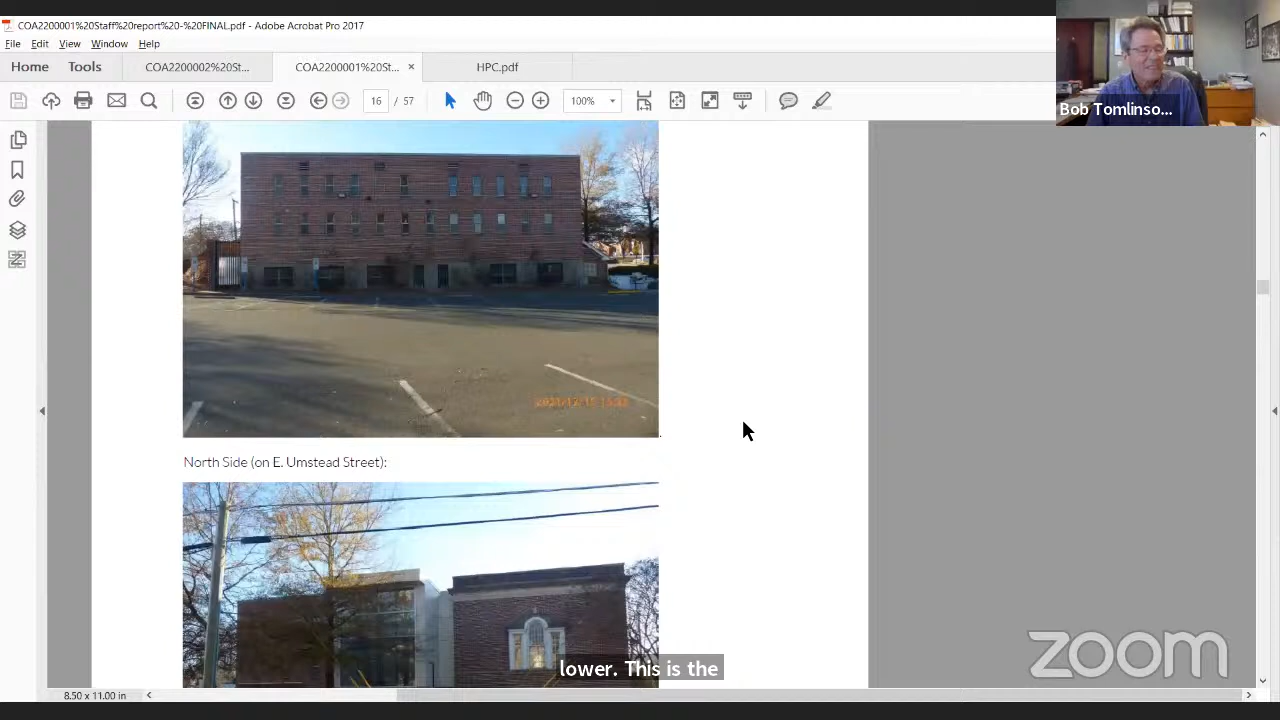 COA2200001%20Staff%20report%20-%20FINAL.pdf - Adobe Acrobat Pro 2017
File Edit View Window Help
Home Tools COA2200002%20St... COA2200001%20St... × HPC.pdf
/ 57 100%
Bob Tomlinso...
North Side (on E. Umstead Street):
lower. This is the
zoom
8.50 x 11.00 in